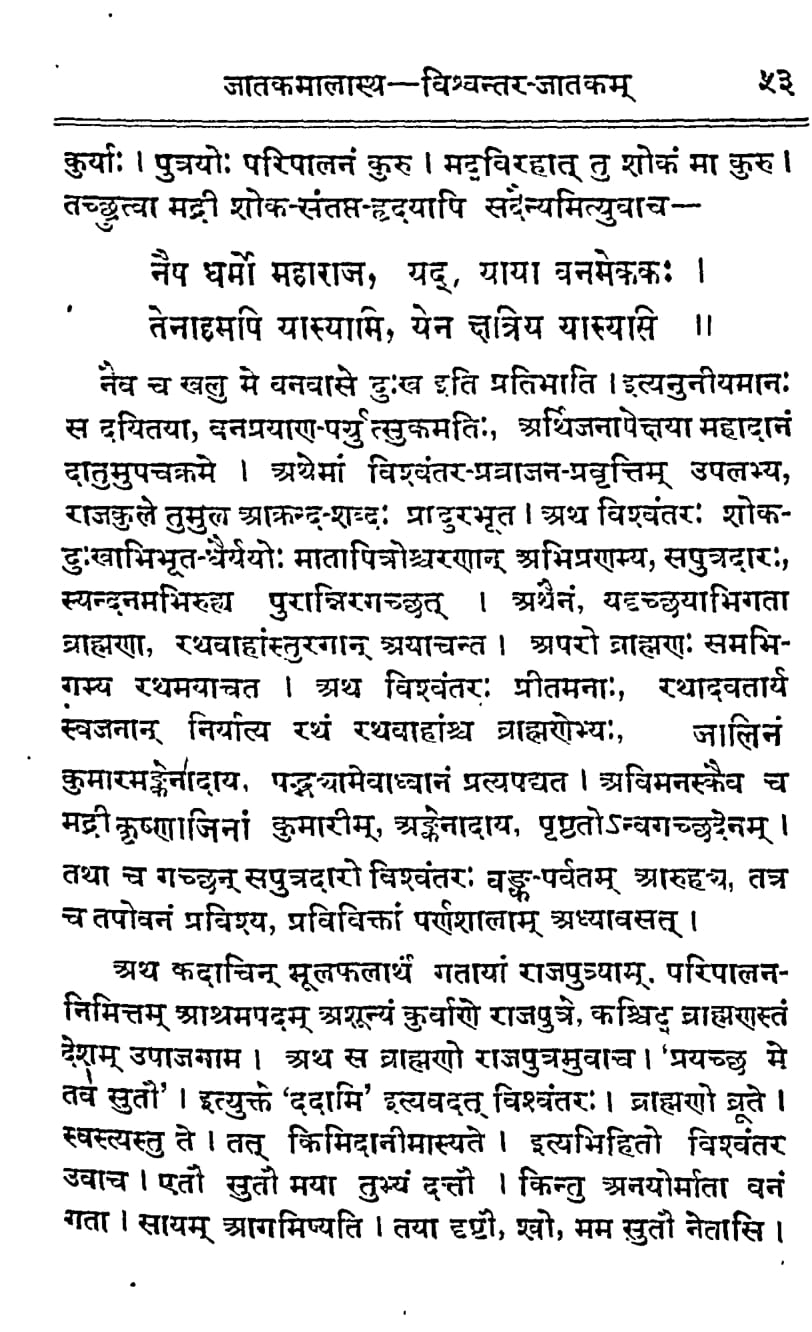 जातकमालास्थ—विश्वन्तर-जातकम् ५३
कुर्याः । पुत्रयोः परिपालनं कुरु । मद्विरहात् तु शोकं मा कुरु ।
तच्छ्रुत्वा मद्री शोक-संतप्त-हृदयापि सदैन्यमित्युवाच—
नैष धर्मो महाराज, यद्, याया वनमेककः ।
तेनाहमपि यास्यामि, येन क्षत्रिय यास्यासि ॥
नैव च खलु मे वनवासे दुःख इति प्रतिभाति । इत्यनुनीयमानः
स दयितया, वनप्रयाण-पर्युत्सुकमतिः, अर्थिजनापेक्षया महादानं
दातुमुपचक्रमे । अथेमां विश्वंतर-प्रव्राजन-प्रवृत्तिम् उपलभ्य,
राजकुले तुमुल आक्रन्द-शब्दः प्रादुरभूत । अथ विश्वंतरः शोक-
दुःखाभिभूत-धैर्ययोः मातापित्रोश्चरणान् अभिप्रणम्य, सपुत्रदारः,
स्यन्दनमभिरुह्य पुरान्निरगच्छत् । अथैनं, यदृच्छयाभिगता
ब्राह्मणा, रथवाहांस्तुरगान् अयाचन्त । अपरो ब्राह्मणः समभि-
गम्य रथमयाचत । अथ विश्वंतरः प्रीतमनाः, रथादवतार्य
स्वजनान् निर्यात्य रथं रथवाहांश्च ब्राह्मणेभ्यः, जालिनं
कुमारमङ्केनादाय, पद्भ्यामेवाध्वानं प्रत्यपद्यत । अविमनस्कैव च
मद्री कृष्णाजिनां कुमारीम्, अङ्केनादाय, पृष्ठतोऽन्वगच्छदेनम् ।
तथा च गच्छन् सपुत्रदारो विश्वंतरः वङ्क-पर्वतम् आरुहद्य, तत्र
च तपोवनं प्रविश्य, प्रविविक्तां पर्णशालाम् अध्यावसत् ।
अथ कदाचिन् मूलफलार्थं गतायां राजपुत्र्याम्, परिपालन-
निमित्तम् आश्रमपदम् अशून्यं कुर्वाणे राजपुत्रे, कश्चिद् ब्राह्मणस्तं
देशम् उपाजगाम । अथ स ब्राह्मणो राजपुत्रमुवाच । ‘प्रयच्छ मे
तव सुतौ’ । इत्युक्ते ‘ददामि’ इत्यवदत् विश्वंतरः । ब्राह्मणो ब्रूते ।
स्वस्त्यस्तु ते । तत् किमिदानीमास्यते । इत्यभिहितो विश्वंतर
उवाच । एतौ सुतौ मया तुभ्यं दत्तौ । किन्तु अनयोर्माता वनं
गता । सायम् आगमिष्यति । तया दृष्टौ, श्वो, मम सुतौ नेतासि ।